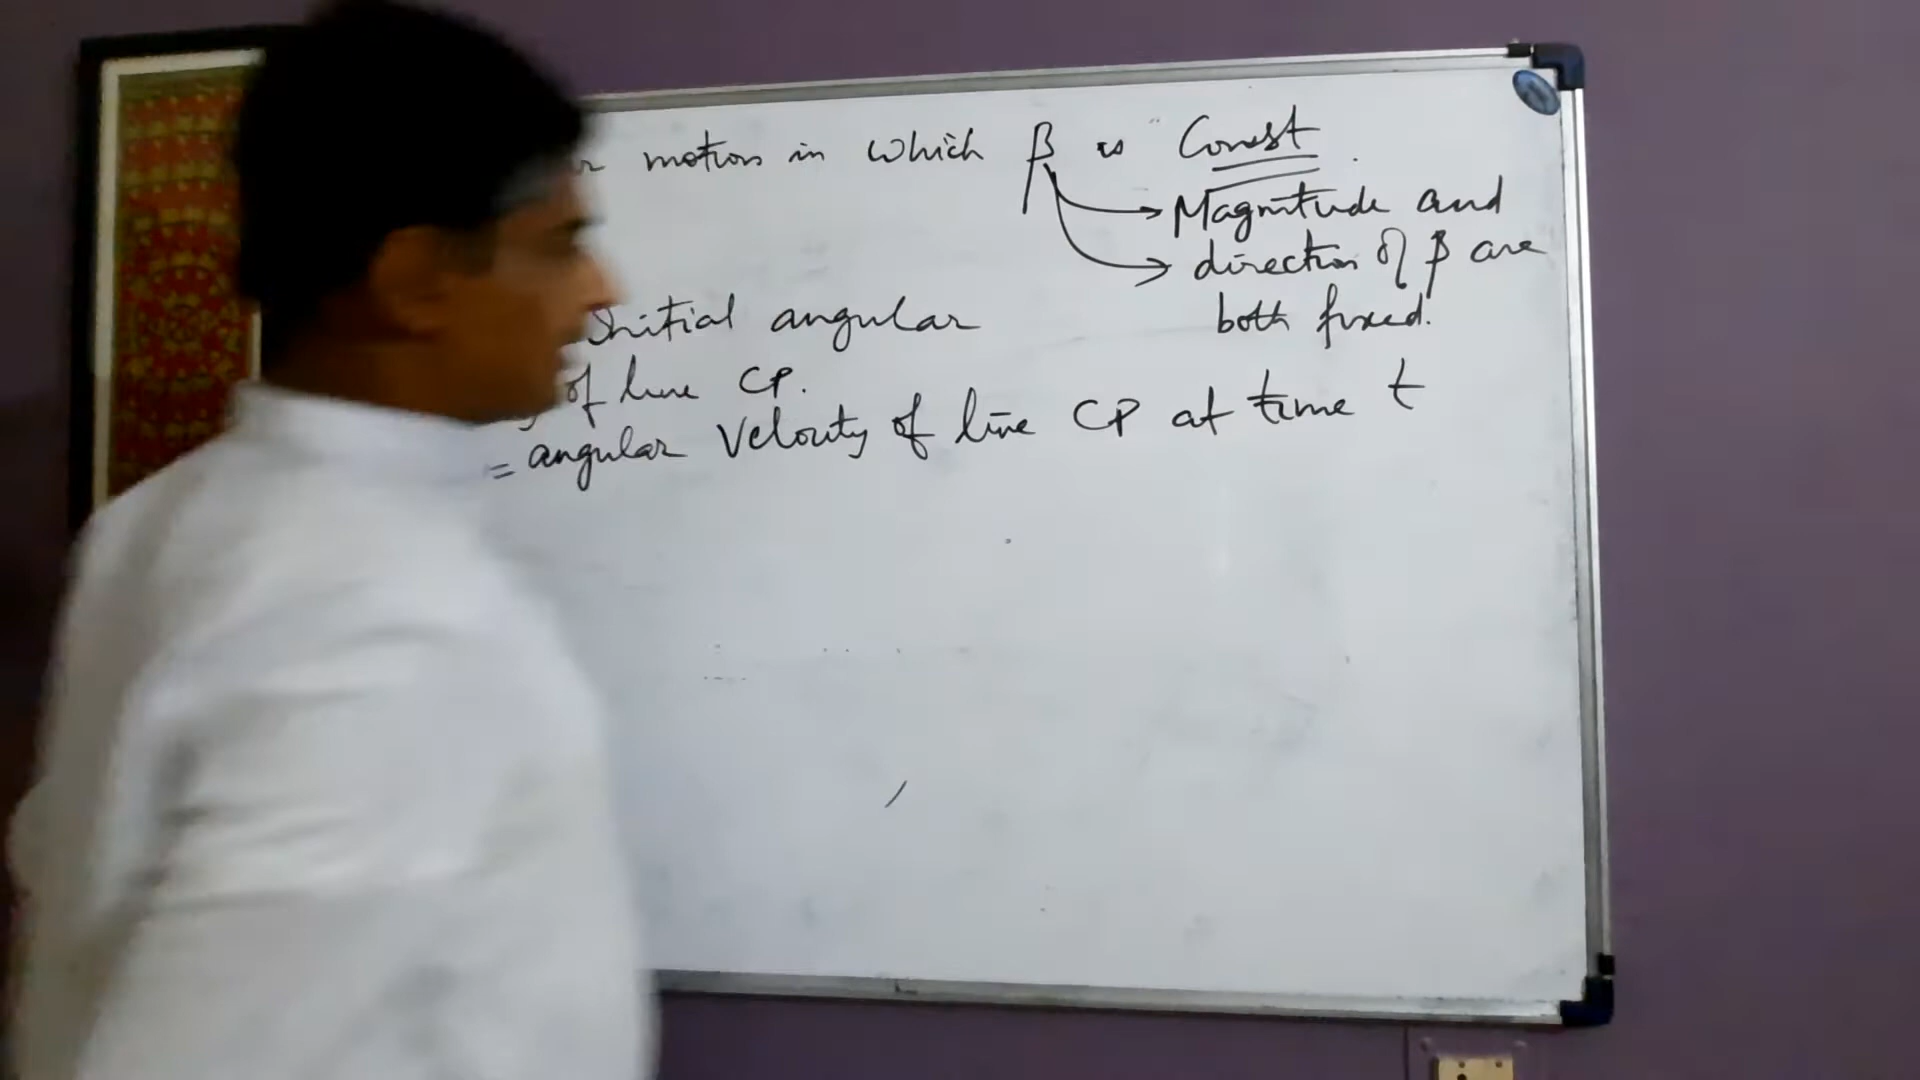 motion in which β is Const.
Magnitude and
direction of β are
both fixed.
Initial angular
of line CP.
= angular Velocity of line CP at time t